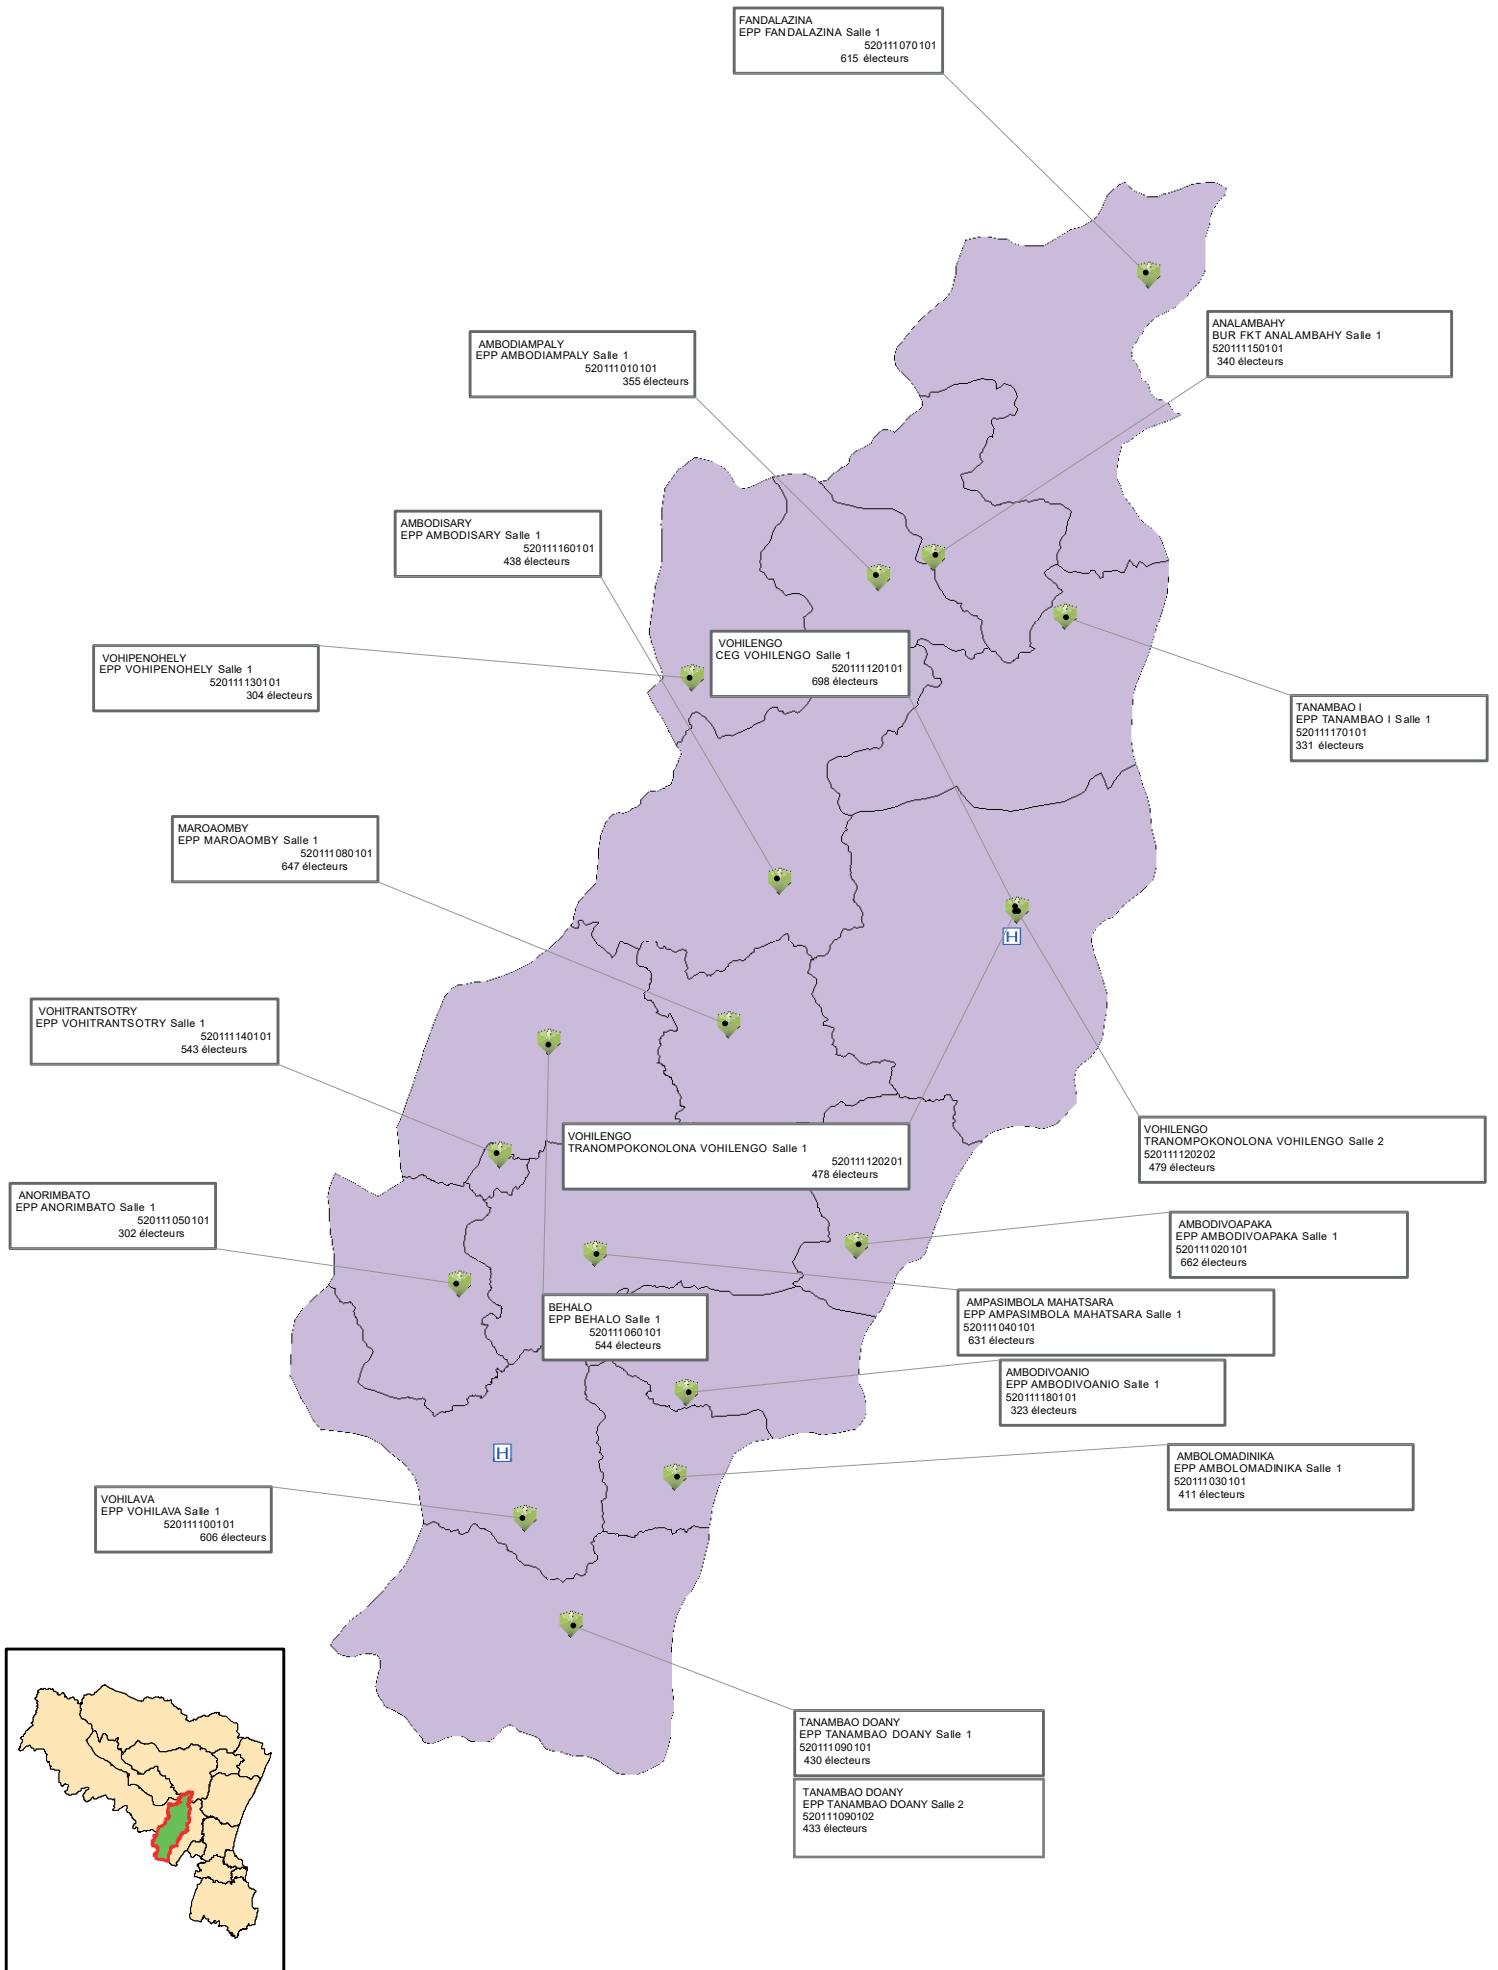 FANDALAZINA
EPP FANDALAZINA Salle 1
520111070101
615 électeurs
ANALAMBAHY
BUR FKT ANALAMBAHY Salle 1
520111150101
340 électeurs
AMBODIAMPALY
EPP AMBODIAMPALY Salle 1
520111010101
355 électeurs
AMBODISARY
EPP AMBODISARY Salle 1
520111160101
438 électeurs
VOHIPENOHELY
EPP VOHIPENOHELY Salle 1
520111130101
304 électeurs
VOHILENGO
CEG VOHILENGO Salle 1
520111120101
698 électeurs
TANAMBAO I
EPP TANAMBAO I Salle 1
520111170101
331 électeurs
MAROAOMBY
EPP MAROAOMBY Salle 1
520111080101
647 électeurs
H
VOHITRANTSOTRY
EPP VOHITRANTSOTRY Salle 1
520111140101
543 électeurs
VOHILENGO
TRANOMPOKONOLONA VOHILENGO Salle 1
520111120201
478 électeurs
VOHILENGO
TRANOMPOKONOLONA VOHILENGO Salle 2
520111120202
479 électeurs
ANORIMBATO
EPP ANORIMBATO Salle 1
520111050101
302 électeurs
AMBODIVOAPAKA
EPP AMBODIVOAPAKA Salle 1
520111020101
662 électeurs
BEHALO
EPP BEHALO Salle 1
520111060101
544 électeurs
AMPASIMBOLA MAHATSARA
EPP AMPASIMBOLA MAHATSARA Salle 1
520111040101
631 électeurs
AMBODIVOANIO
EPP AMBODIVOANIO Salle 1
520111180101
323 électeurs
H
AMBOLOMADINIKA
EPP AMBOLOMADINIKA Salle 1
520111030101
411 électeurs
VOHILAVA
EPP VOHILAVA Salle 1
520111100101
606 électeurs
TANAMBAO DOANY
EPP TANAMBAO DOANY Salle 1
520111090101
430 électeurs
TANAMBAO DOANY
EPP TANAMBAO DOANY Salle 2
520111090102
433 électeurs